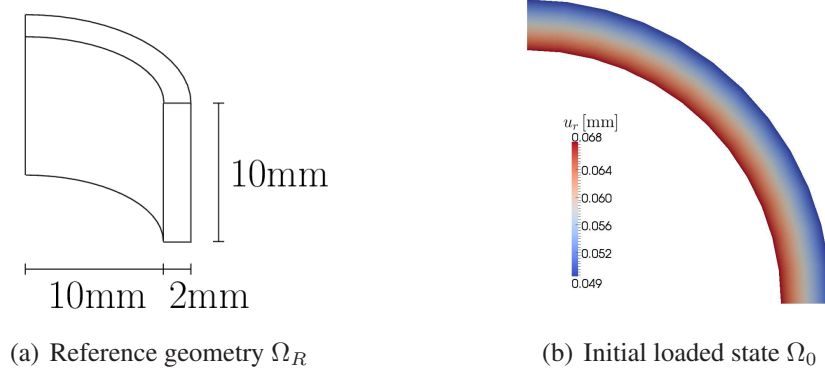 10mm
10mm 2mm
(a) Reference geometry Ω_R
u_r [mm]
0.068
0.064
0.060
0.056
0.052
0.049
(b) Initial loaded state Ω_0